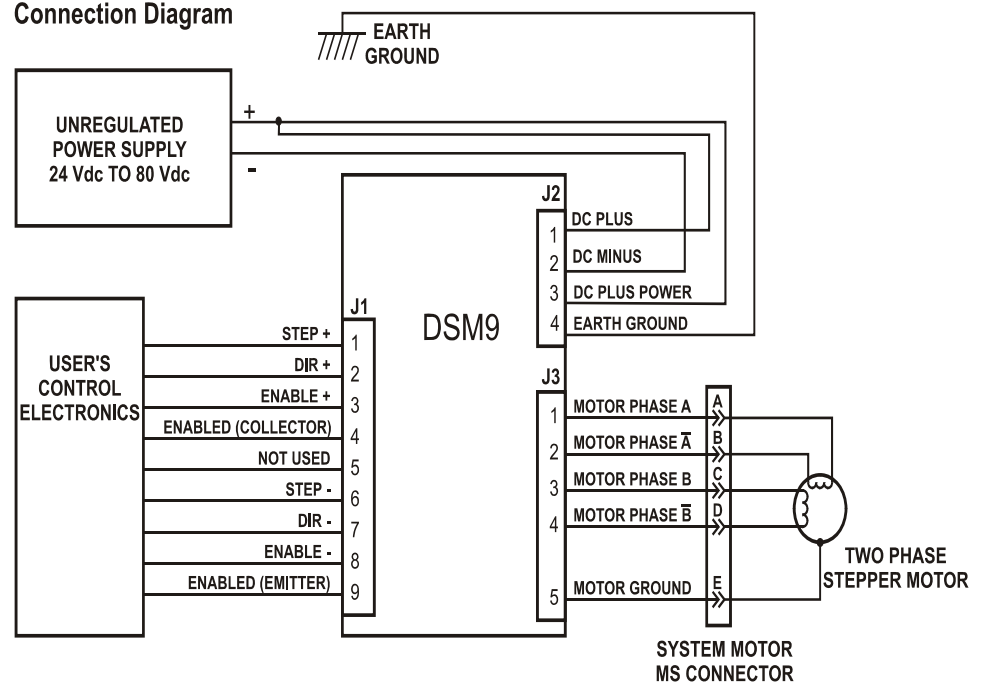 Connection Diagram
EARTH
GROUND
UNREGULATED
POWER SUPPLY
24 Vdc TO 80 Vdc
+
-
J2
1 DC PLUS
2 DC MINUS
3 DC PLUS POWER
4 EARTH GROUND
DSM9
USER'S
CONTROL
ELECTRONICS
J1
STEP + 1
DIR + 2
ENABLE + 3
ENABLED (COLLECTOR) 4
NOT USED 5
STEP - 6
DIR - 7
ENABLE - 8
ENABLED (EMITTER) 9
J3
1 MOTOR PHASE A A
2 MOTOR PHASE A̅ B
3 MOTOR PHASE B C
4 MOTOR PHASE B̅ D
5 MOTOR GROUND E
TWO PHASE
STEPPER MOTOR
SYSTEM MOTOR
MS CONNECTOR